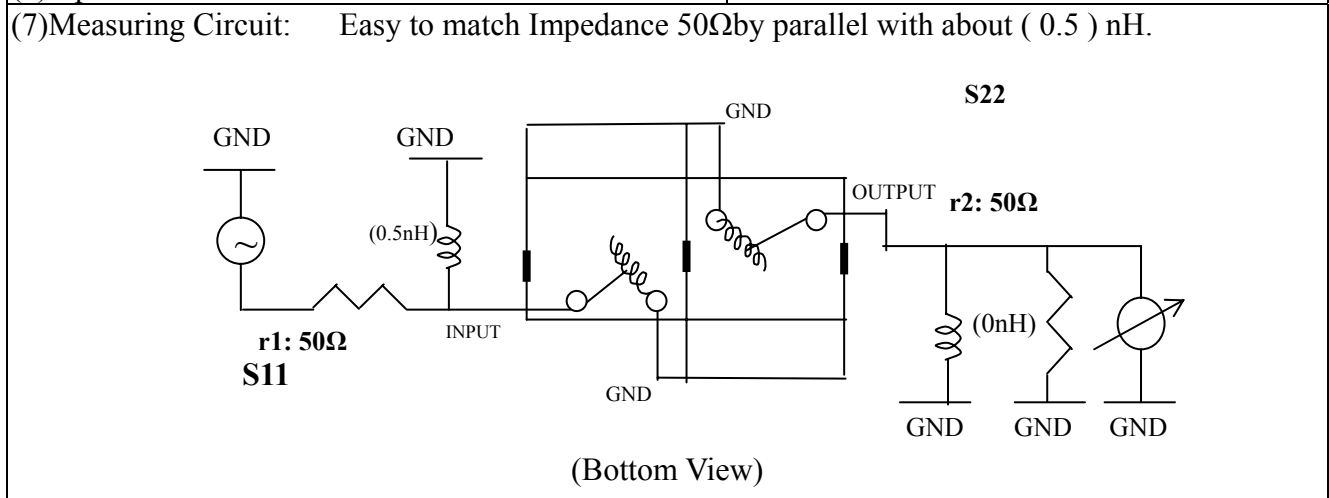 (7)Measuring Circuit: Easy to match Impedance 50Ωby parallel with about ( 0.5 ) nH.
S22
GND
GND GND
OUTPUT
r2: 50Ω
(0.5nH)
(0nH)
INPUT
r1: 50Ω
S11
GND
GND GND GND
(Bottom View)